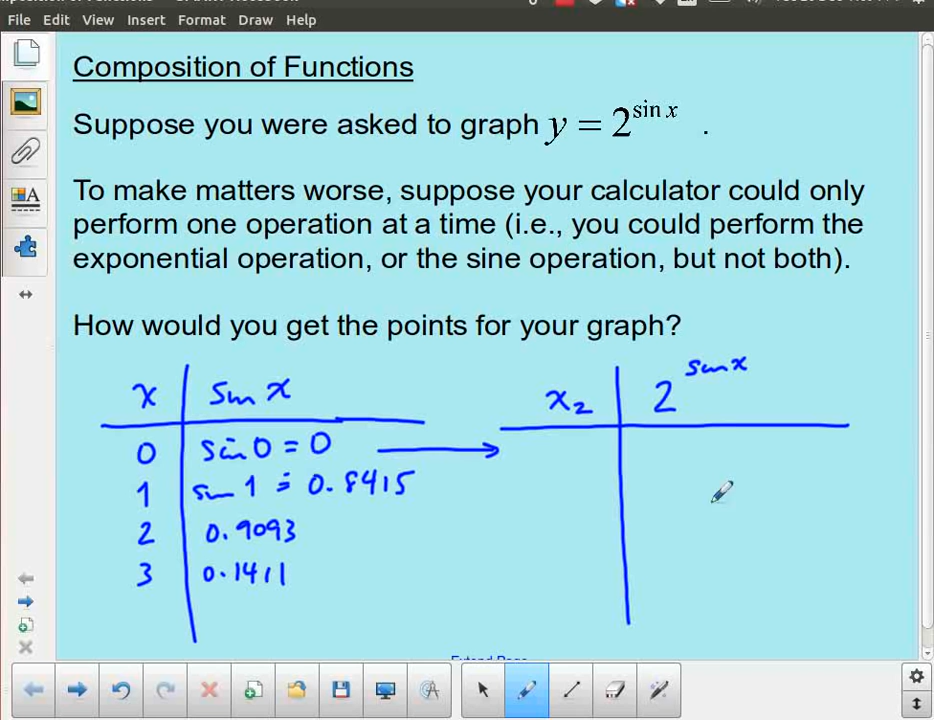 File Edit View Insert Format Draw Help
Composition of Functions
Suppose you were asked to graph y = 2^sin x .
To make matters worse, suppose your calculator could only
perform one operation at a time (i.e., you could perform the
exponential operation, or the sine operation, but not both).
How would you get the points for your graph?
x sin x
0 sin 0 = 0
1 sin 1 ≐ 0.8415
2 0.9093
3 0.1411
x₂ 2^sin x
Extend Page